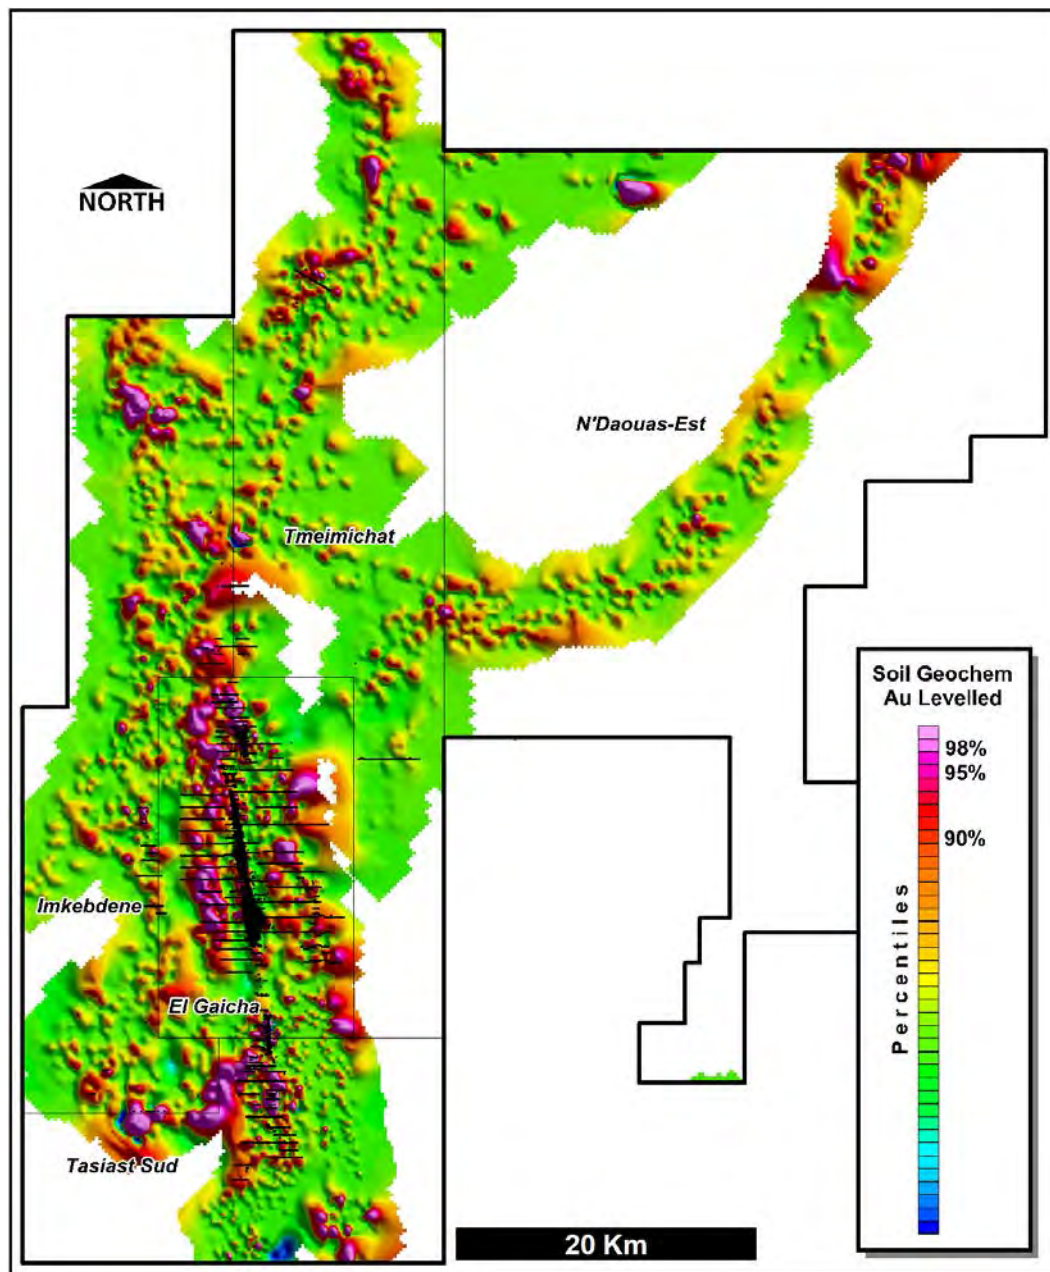 NORTH
N'Daouas-Est
Tmeimichat
Imkebdene
El Gaicha
Tasiast Sud
20 Km
Soil Geochem
Au Levelled
98%
95%
90%
Percentiles